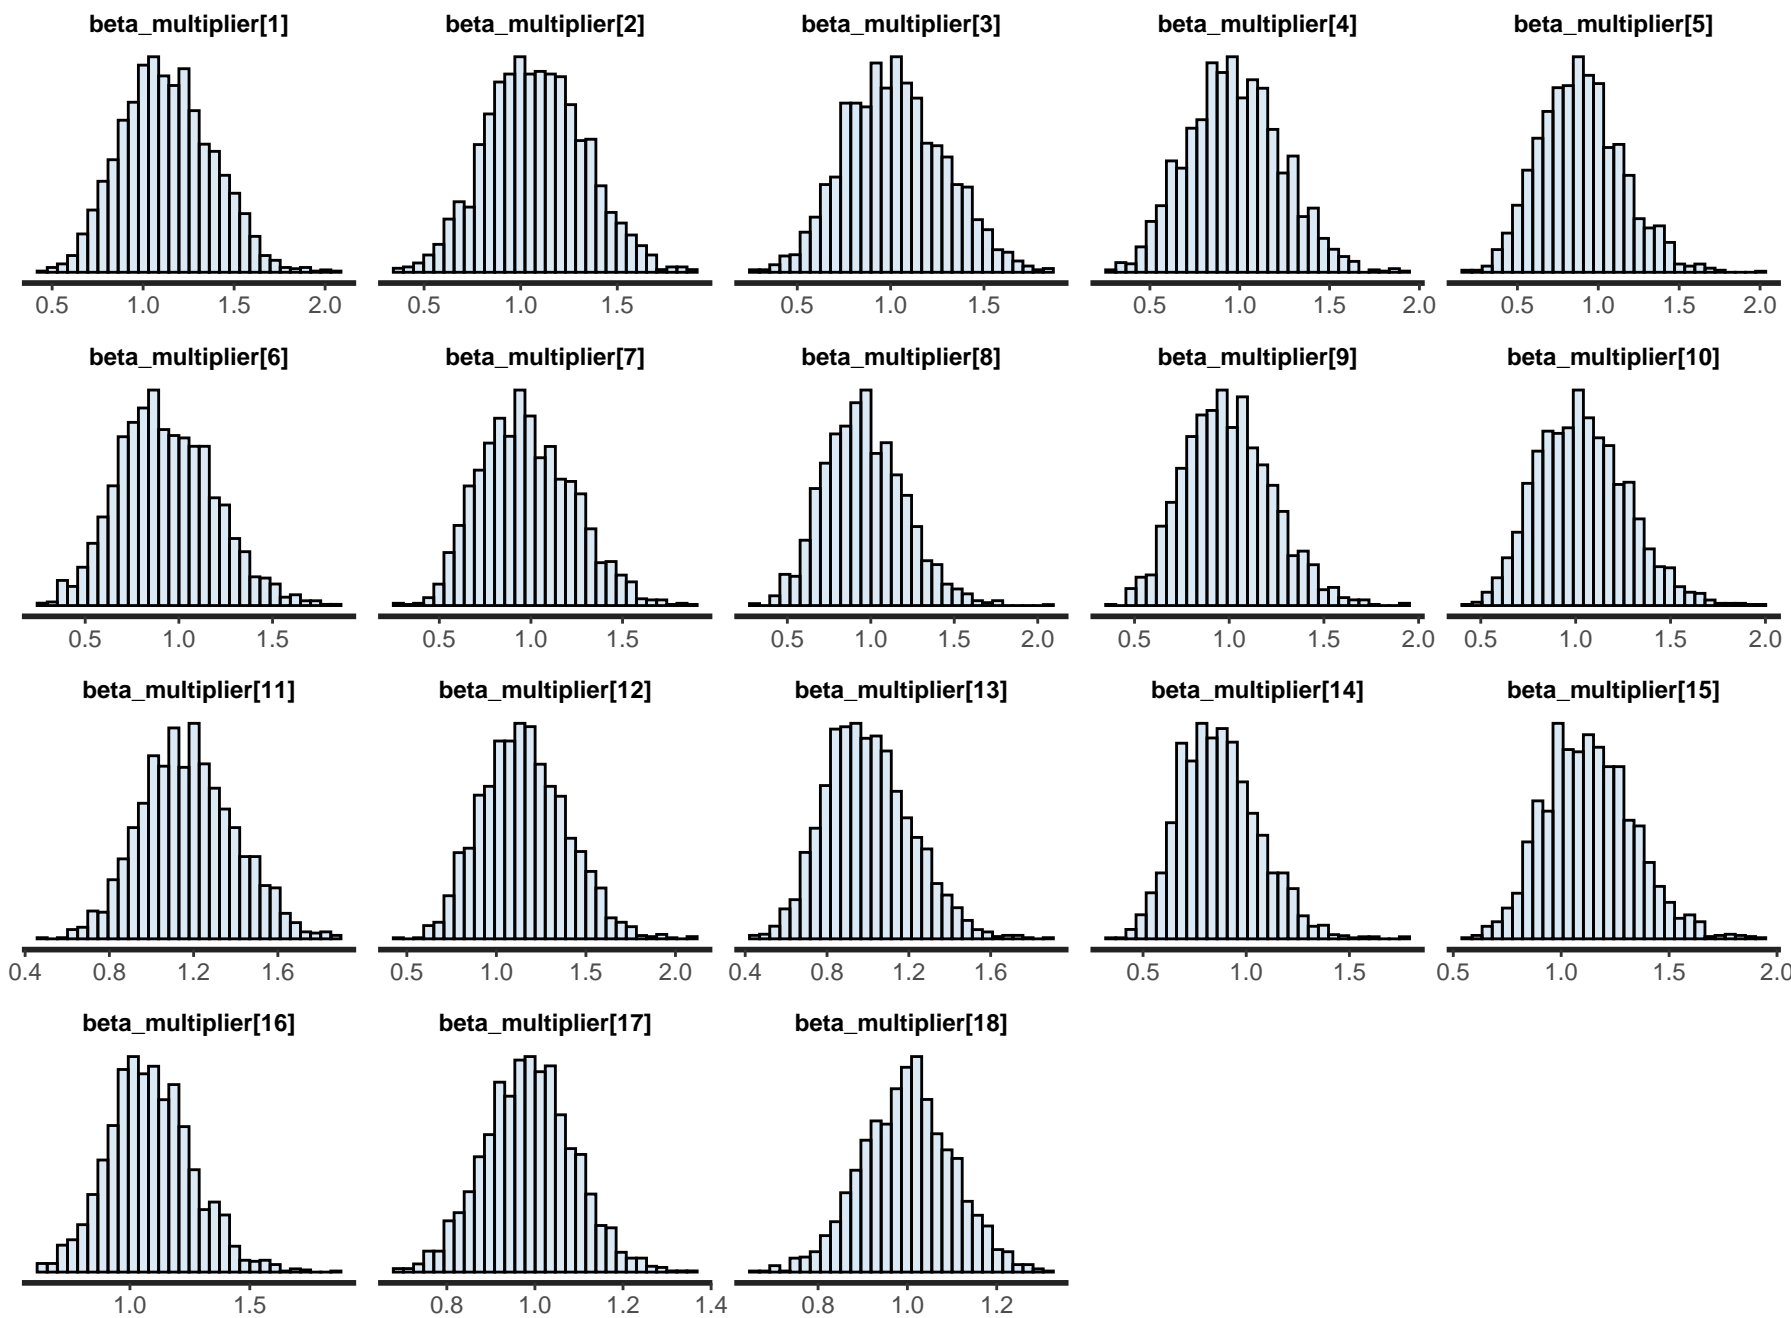 beta_multiplier[1] beta_multiplier[2] beta_multiplier[3] beta_multiplier[4] beta_multiplier[5]
0.5 1.0 1.5 2.0 0.5 1.0 1.5 0.5 1.0 1.5 0.5 1.0 1.5 2.0 0.5 1.0 1.5 2.0
beta_multiplier[6] beta_multiplier[7] beta_multiplier[8] beta_multiplier[9] beta_multiplier[10]
0.5 1.0 1.5 0.5 1.0 1.5 0.5 1.0 1.5 2.0 0.5 1.0 1.5 2.0 0.5 1.0 1.5 2.0
beta_multiplier[11] beta_multiplier[12] beta_multiplier[13] beta_multiplier[14] beta_multiplier[15]
0.4 0.8 1.2 1.6 0.5 1.0 1.5 2.0 0.4 0.8 1.2 1.6 0.5 1.0 1.5 0.5 1.0 1.5 2.0
beta_multiplier[16] beta_multiplier[17] beta_multiplier[18]
1.0 1.5 0.8 1.0 1.2 1.4 0.8 1.0 1.2